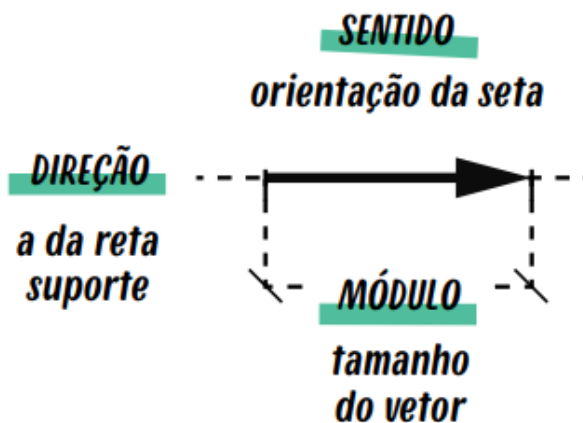 SENTIDO
orientação da seta
DIREÇÃO
a da reta
suporte
MÓDULO
tamanho
do vetor